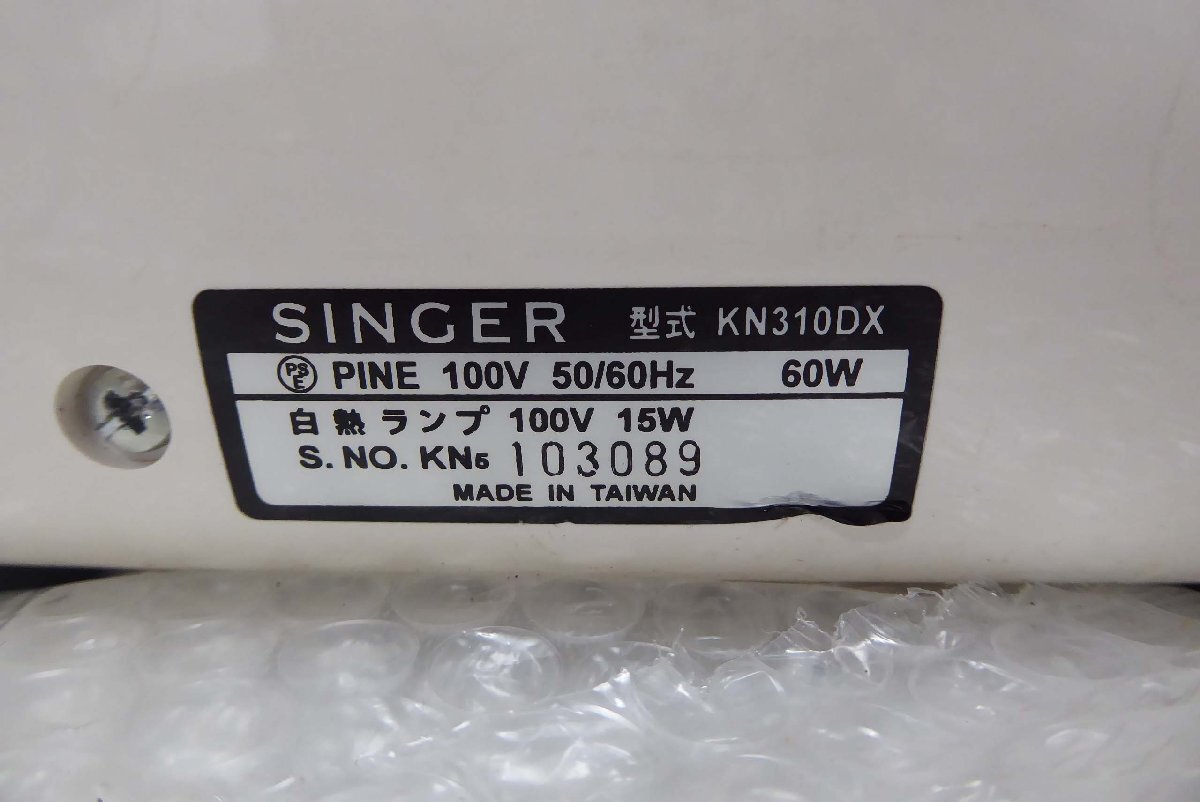 SINGER 型式 KN310DX
PSE PINE 100V 50/60Hz 60W
白熱ランプ 100V 15W
S.NO. KN5 103089
MADE IN TAIWAN